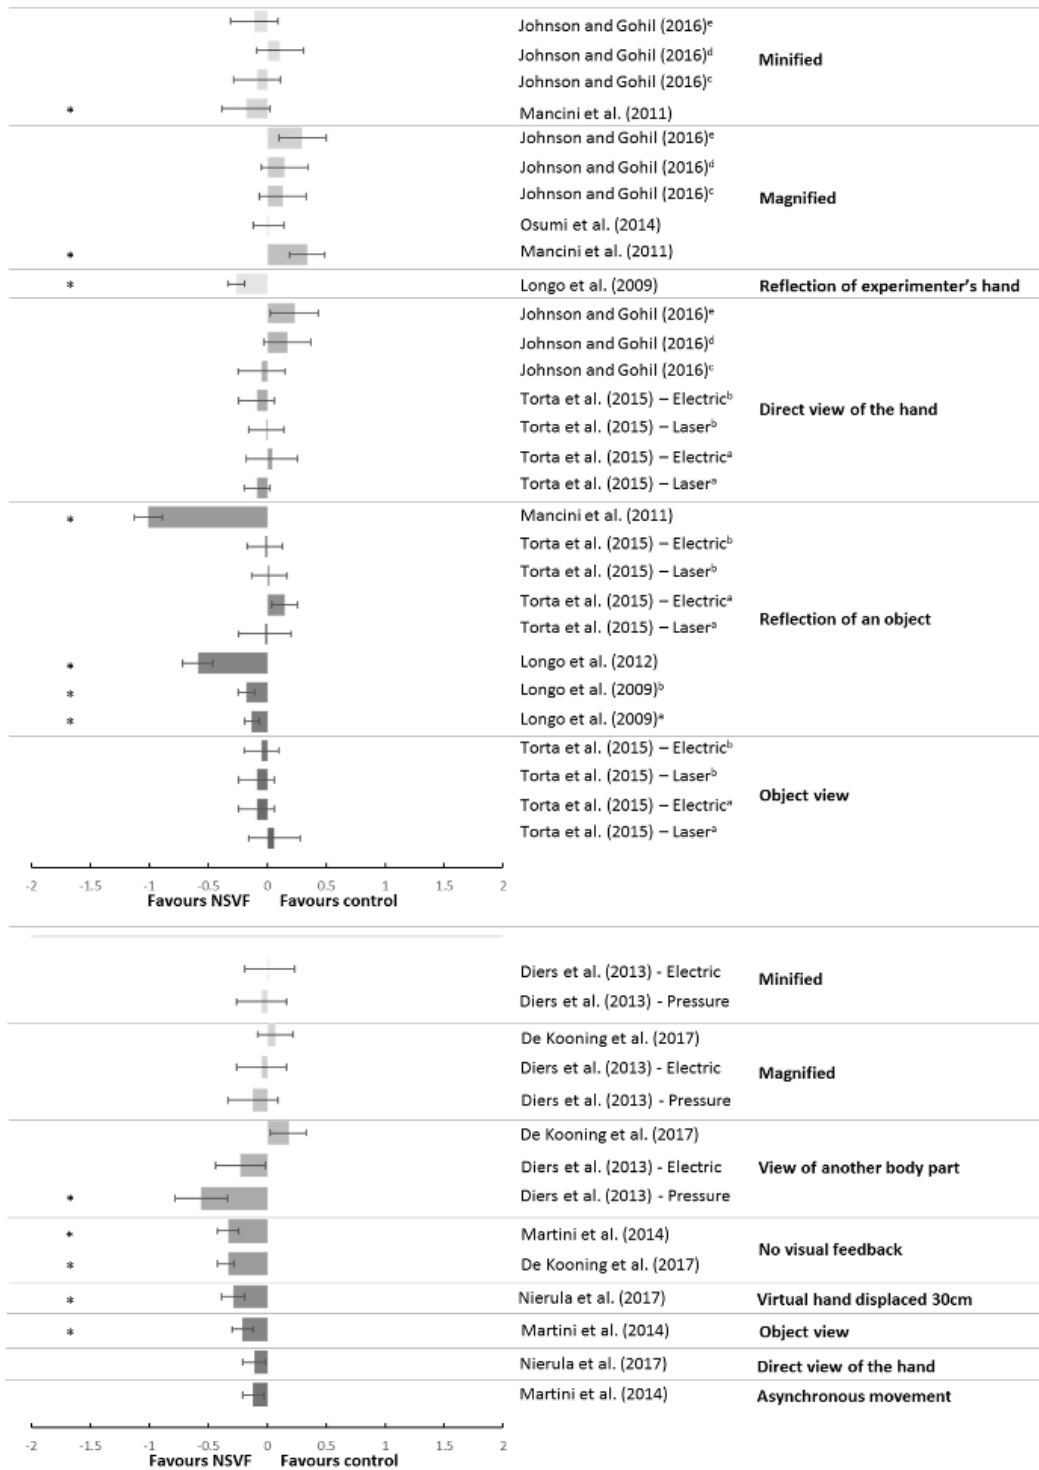 Johnson and Gohil (2016)ᵉ
Johnson and Gohil (2016)ᵈ
Minified
Johnson and Gohil (2016)ᶜ
* Mancini et al. (2011)
Johnson and Gohil (2016)ᵉ
Johnson and Gohil (2016)ᵈ
Johnson and Gohil (2016)ᶜ
Magnified
Osumi et al. (2014)
* Mancini et al. (2011)
* Longo et al. (2009) Reflection of experimenter's hand
Johnson and Gohil (2016)ᵉ
Johnson and Gohil (2016)ᵈ
Johnson and Gohil (2016)ᶜ
Torta et al. (2015) – Electricᵇ
Direct view of the hand
Torta et al. (2015) – Laserᵇ
Torta et al. (2015) – Electricᵃ
Torta et al. (2015) – Laserᵃ
* Mancini et al. (2011)
Torta et al. (2015) – Electricᵇ
Torta et al. (2015) – Laserᵇ
Torta et al. (2015) – Electricᵃ
Reflection of an object
Torta et al. (2015) – Laserᵃ
* Longo et al. (2012)
* Longo et al. (2009)ᵇ
* Longo et al. (2009)ᵃ
Torta et al. (2015) – Electricᵇ
Torta et al. (2015) – Laserᵇ
Object view
Torta et al. (2015) – Electricᵃ
Torta et al. (2015) – Laserᵃ
-2 -1.5 -1 -0.5 0 0.5 1 1.5 2
Favours NSVF Favours control
Diers et al. (2013) - Electric
Minified
Diers et al. (2013) - Pressure
De Kooning et al. (2017)
Diers et al. (2013) - Electric
Magnified
Diers et al. (2013) - Pressure
De Kooning et al. (2017)
Diers et al. (2013) - Electric View of another body part
* Diers et al. (2013) - Pressure
* Martini et al. (2014)
No visual feedback
* De Kooning et al. (2017)
* Nierula et al. (2017) Virtual hand displaced 30cm
* Martini et al. (2014) Object view
Nierula et al. (2017) Direct view of the hand
Martini et al. (2014) Asynchronous movement
-2 -1.5 -1 -0.5 0 0.5 1 1.5 2
Favours NSVF Favours control